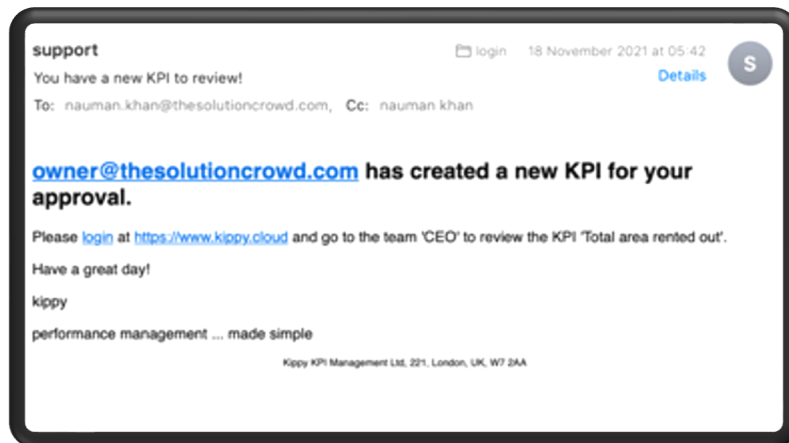 support
login 18 November 2021 at 05:42
S
You have a new KPI to review!
Details
To: nauman.khan@thesolutioncrowd.com, Cc: nauman khan
owner@thesolutioncrowd.com has created a new KPI for your
approval.
Please login at https://www.kippy.cloud and go to the team 'CEO' to review the KPI 'Total area rented out'.
Have a great day!
kippy
performance management ... made simple
Kippy KPI Management Ltd, 221, London, UK, W7 2AA